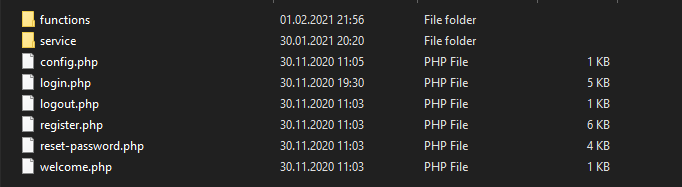 functions 01.02.2021 21:56 File folder
service 30.01.2021 20:20 File folder
config.php 30.11.2020 11:05 PHP File 1 KB
login.php 30.11.2020 19:30 PHP File 5 KB
logout.php 30.11.2020 11:03 PHP File 1 KB
register.php 30.11.2020 11:03 PHP File 6 KB
reset-password.php 30.11.2020 11:03 PHP File 4 KB
welcome.php 30.11.2020 11:03 PHP File 1 KB